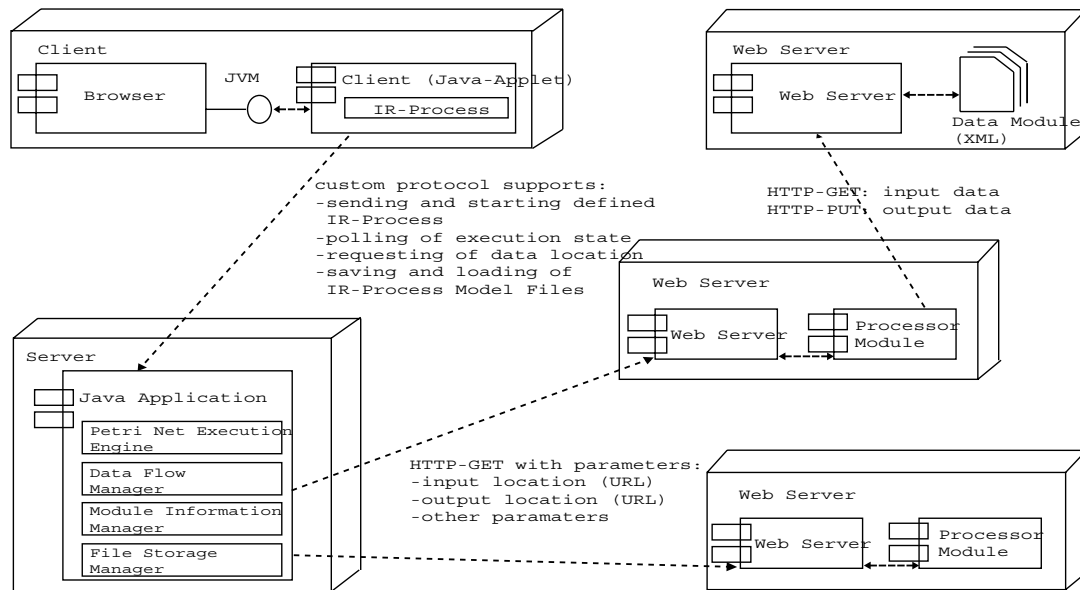 Client
Browser
JVM
Client (Java-Applet)
IR-Process
Web Server
Web Server
Data Module
(XML)
custom protocol supports:
-sending and starting defined
IR-Process
-polling of execution state
-requesting of data location
-saving and loading of
IR-Process Model Files
HTTP-GET: input data
HTTP-PUT: output data
Web Server
Web Server
Processor
Module
Server
Java Application
Petri Net Execution
Engine
Data Flow
Manager
Module Information
Manager
File Storage
Manager
HTTP-GET with parameters:
-input location (URL)
-output location (URL)
-other paramaters
Web Server
Web Server
Processor
Module